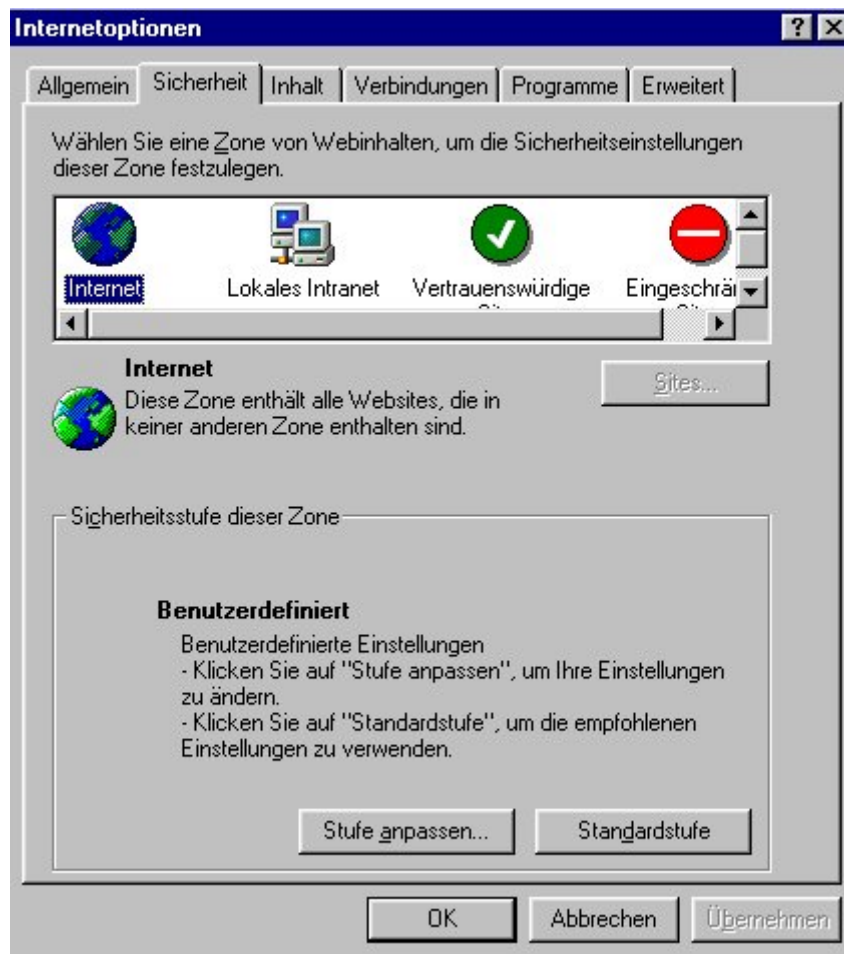 Internetoptionen
Allgemein Sicherheit Inhalt Verbindungen Programme Erweitert
Wählen Sie eine Zone von Webinhalten, um die Sicherheitseinstellungen
dieser Zone festzulegen.
Internet Lokales Intranet Vertrauenswürdige
Internet
Sites...
Diese Zone enthält alle Websites, die in
keiner anderen Zone enthalten sind.
Sicherheitsstufe dieser Zone
Benutzerdefiniert
Benutzerdefinierte Einstellungen
- Klicken Sie auf "Stufe anpassen", um Ihre Einstellungen
zu ändern.
- Klicken Sie auf "Standardstufe", um die empfohlenen
Einstellungen zu verwenden.
Stufe anpassen... Standardstufe
OK Abbrechen Übernehmen